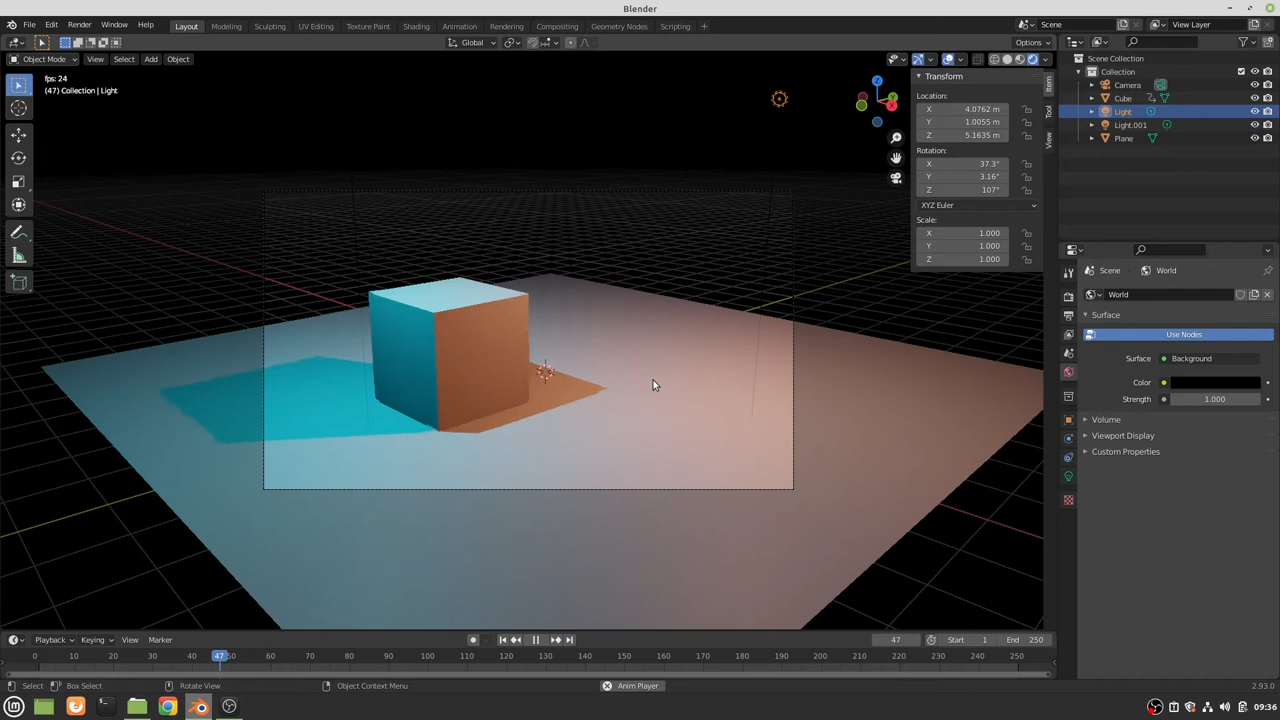 Blender
File Edit Render Window Help
Layout Modeling Sculpting UV Editing Texture Paint Shading Animation Rendering Compositing Geometry Nodes Scripting +
Scene
View Layer
Global
Options
Object Mode View Select Add Object
fps: 24
(47) Collection | Light
Z
Y
X
Transform
Location:
X 4.0762 m
Y 1.0055 m
Z 5.1635 m
Rotation:
X 37.3°
Y 3.16°
Z 107°
XYZ Euler
Scale:
X 1.000
Y 1.000
Z 1.000
Item
Tool
View
Scene Collection
Collection
Camera
Cube
Light
Light.001
Plane
Scene World
World
Surface
Use Nodes
Surface Background
Color
Strength 1.000
Volume
Viewport Display
Custom Properties
Playback Keying View Marker
47
Start 1 End 250
0 10 20 30 40 47 50 60 70 80 90 100 110 120 130 140 150 160 170 180 190 200 210 220 230 240 250
Select Box Select Rotate View Object Context Menu Anim Player 2.93.0
09:36